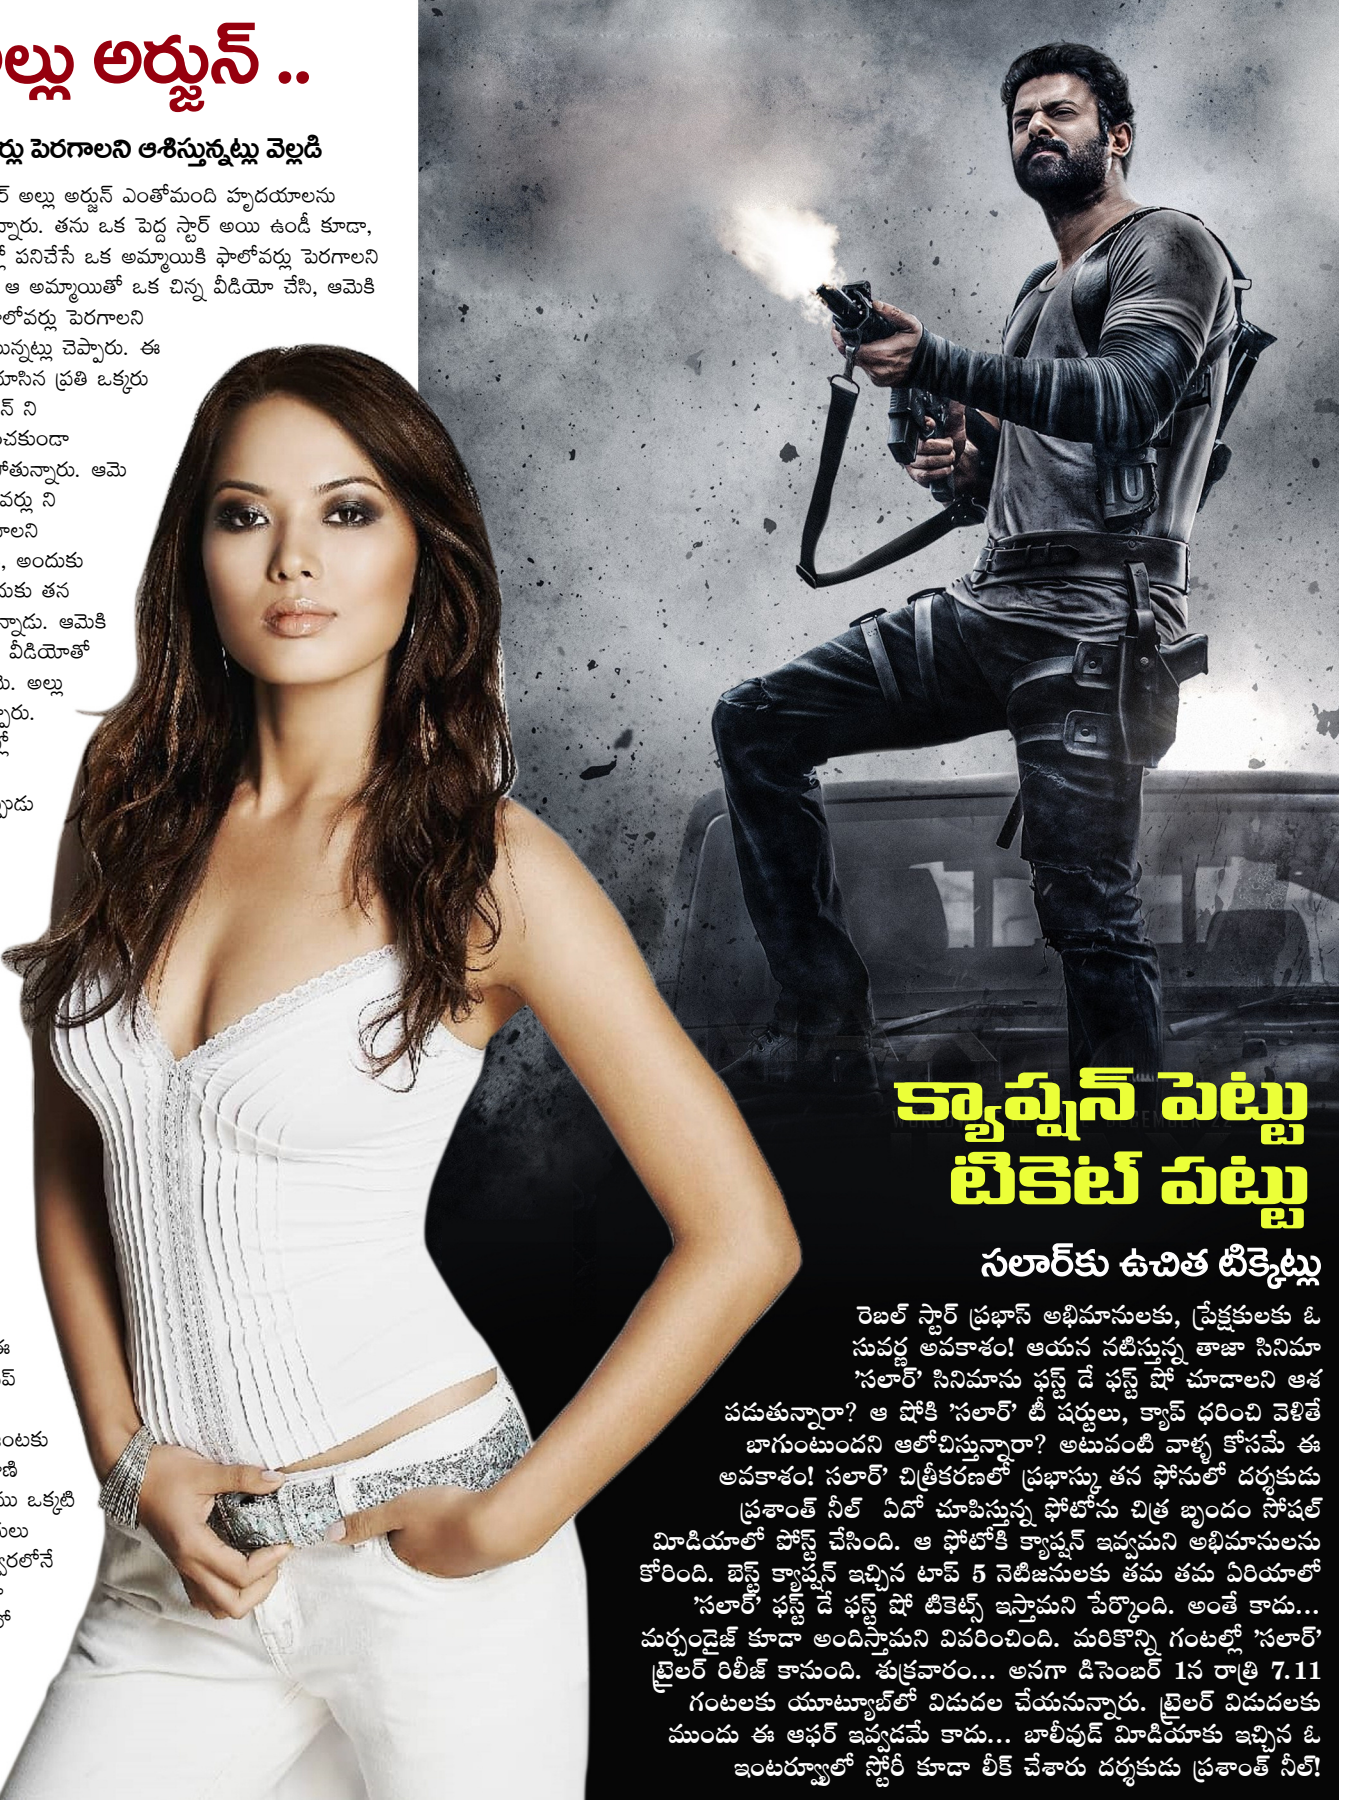 అర్జున్ ..
పెరగాలని ఆశిస్తున్నట్లు వెల్లడి
అల్లు అర్జున్ ఎంతోమంది హృదయాలను
తను ఒక పెద్ద స్టార్ అయి ఉండీ కూడా,
పనిచేసే ఒక అమ్మాయికి ఫాలోవర్లు పెరగాలని
ఆ అమ్మాయితో ఒక చిన్న వీడియో చేసి, ఆమెకి
పెరగాలని
చెప్పారు. ఈ
ప్రతి ఒక్కరు
ని
ఆమె
ని
, అందుకు
తన
ఆమెకి
వీడియోతో
అల్లు
ఈ
ఒక్కటి
క్యాప్షన్ పెట్టు
టికెట్ పట్టు
సలార్‌కు ఉచిత టిక్కెట్లు
రెబల్ స్టార్ ప్రభాస్ అభిమానులకు, ప్రేక్షకులకు ఓ
సువర్ణ అవకాశం! ఆయన నటిస్తున్న తాజా సినిమా
'సలార్' సినిమాను ఫస్ట్ డే ఫస్ట్ షో చూడాలని ఆశ
పడుతున్నారా? ఆ షోకి 'సలార్' టీ షర్టులు, క్యాప్ ధరించి వెళితే
బాగుంటుందని ఆలోచిస్తున్నారా? అటువంటి వాళ్ళ కోసమే ఈ
అవకాశం! సలార్' చిత్రీకరణలో ప్రభాస్కు తన ఫోనులో దర్శకుడు
ప్రశాంత్ నీల్ ఏదో చూపిస్తున్న ఫోటోను చిత్ర బృందం సోషల్
మీడియాలో పోస్ట్ చేసింది. ఆ ఫోటోకి క్యాప్షన్ ఇవ్వమని అభిమానులను
కోరింది. బెస్ట్ క్యాప్షన్ ఇచ్చిన టాప్ 5 నెటిజనులకు తమ తమ ఏరియాలో
'సలార్' ఫస్ట్ డే ఫస్ట్ షో టికెట్స్ ఇస్తామని పేర్కొంది. అంతే కాదు...
మర్చండైజ్ కూడా అందిస్తామని వివరించింది. మరికొన్ని గంటల్లో 'సలార్'
ట్రైలర్ రిలీజ్ కానుంది. శుక్రవారం... అనగా డిసెంబర్ 1న రాత్రి 7.11
గంటలకు యూట్యూబ్‌లో విడుదల చేయనున్నారు. ట్రైలర్ విడుదలకు
ముందు ఈ ఆఫర్ ఇవ్వడమే కాదు... బాలీవుడ్ మీడియాకు ఇచ్చిన ఓ
ఇంటర్వ్యూలో స్టోరీ కూడా లీక్ చేశారు దర్శకుడు ప్రశాంత్ నీల్!